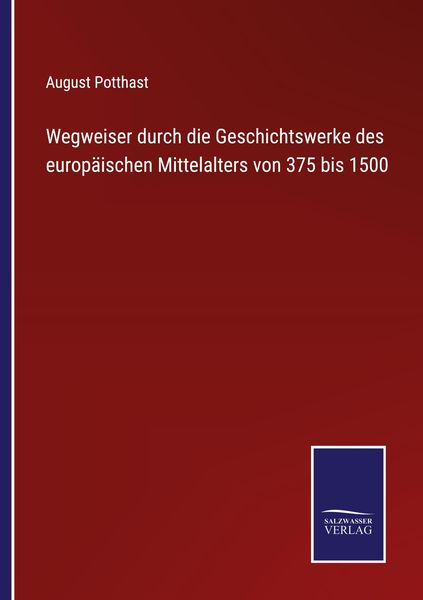 August Potthast
Wegweiser durch die Geschichtswerke des
europäischen Mittelalters von 375 bis 1500
SALZWASSER
VERLAG